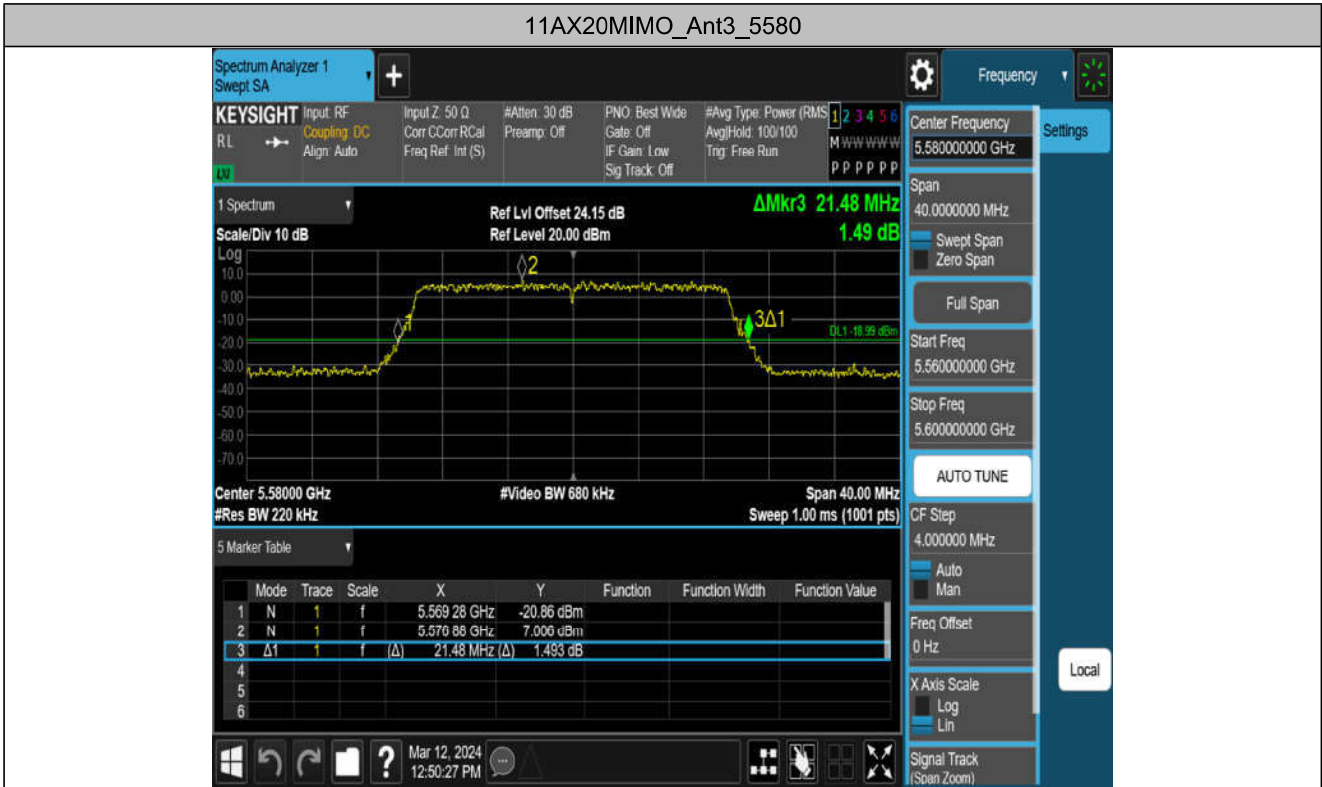 11AX20MIMO_Ant3_5580
Spectrum Analyzer 1
Swept SA
+
Frequency
KEYSIGHT
Input: RF
Input Z: 50 Ω
#Atten: 30 dB
PNO: Best Wide
#Avg Type: Power (RMS
1 2 3 4 5 6
RL
Coupling: DC
Corr CCorr RCal
Preamp: Off
Gate: Off
Avg|Hold: 100/100
M W W W W W
Align: Auto
Freq Ref: Int (S)
IF Gain: Low
Trig: Free Run
Sig Track: Off
P P P P P P
Center Frequency
5.580000000 GHz
Settings
Span
40.0000000 MHz
Swept Span
Zero Span
Full Span
Start Freq
5.560000000 GHz
Stop Freq
5.600000000 GHz
AUTO TUNE
CF Step
4.000000 MHz
Auto
Man
Freq Offset
0 Hz
X Axis Scale
Log
Lin
Signal Track
(Span Zoom)
Local
1 Spectrum
Ref Lvl Offset 24.15 dB
ΔMkr3 21.48 MHz
Scale/Div 10 dB
Ref Level 20.00 dBm
1.49 dB
Log
10.0
0.00
-10.0
-20.0
-30.0
-40.0
-50.0
-60.0
-70.0
2
3Δ1
DL1 -18.99 dBm
Center 5.58000 GHz
#Video BW 680 kHz
Span 40.00 MHz
#Res BW 220 kHz
Sweep 1.00 ms (1001 pts)
5 Marker Table
Mode Trace Scale X Y Function Function Width Function Value
1 N 1 f 5.569 28 GHz -20.86 dBm
2 N 1 f 5.576 88 GHz 7.006 dBm
3 Δ1 1 f (Δ) 21.48 MHz (Δ) 1.493 dB
4
5
6
?
Mar 12, 2024
12:50:27 PM